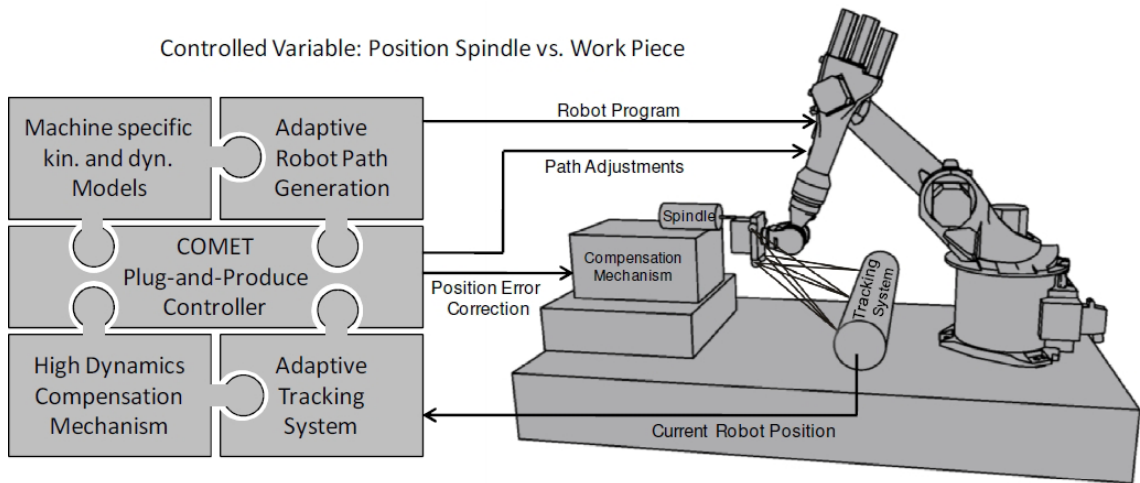 Controlled Variable: Position Spindle vs. Work Piece
Machine specific
kin. and dyn.
Models
Adaptive
Robot Path
Generation
COMET
Plug-and-Produce
Controller
High Dynamics
Compensation
Mechanism
Adaptive
Tracking
System
Robot Program
Path Adjustments
Position Error
Correction
Current Robot Position
Spindle
Compensation
Mechanism
Tracking
System